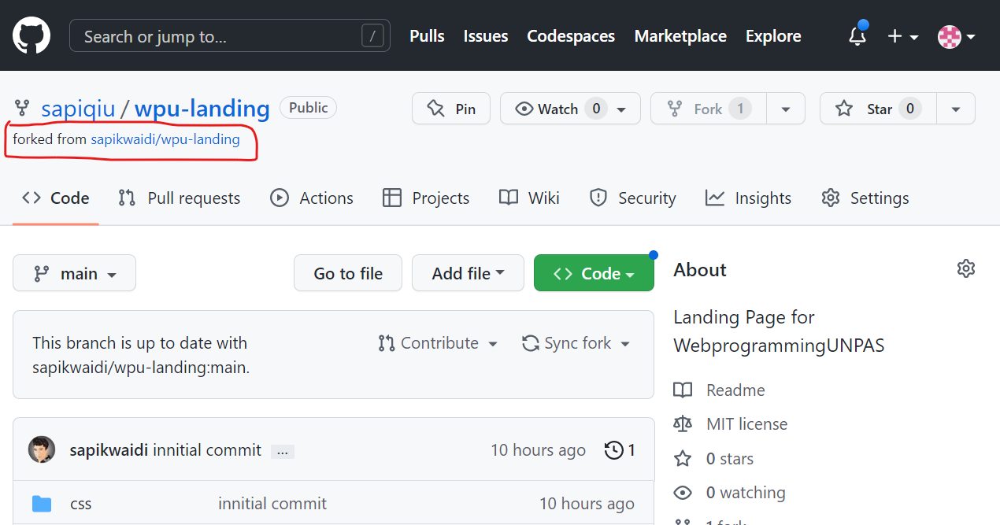 Search or jump to... /
Pulls Issues Codespaces Marketplace Explore
sapiqiu / wpu-landing Public
Pin Watch 0 Fork 1 Star 0
forked from sapikwaidi/wpu-landing
Code Pull requests Actions Projects Wiki Security Insights Settings
main Go to file Add file Code
This branch is up to date with
sapikwaidi/wpu-landing:main.
Contribute Sync fork
sapikwaidi innitial commit ... 10 hours ago 1
css innitial commit 10 hours ago
About
Landing Page for
WebprogrammingUNPAS
Readme
MIT license
0 stars
0 watching
1 fork